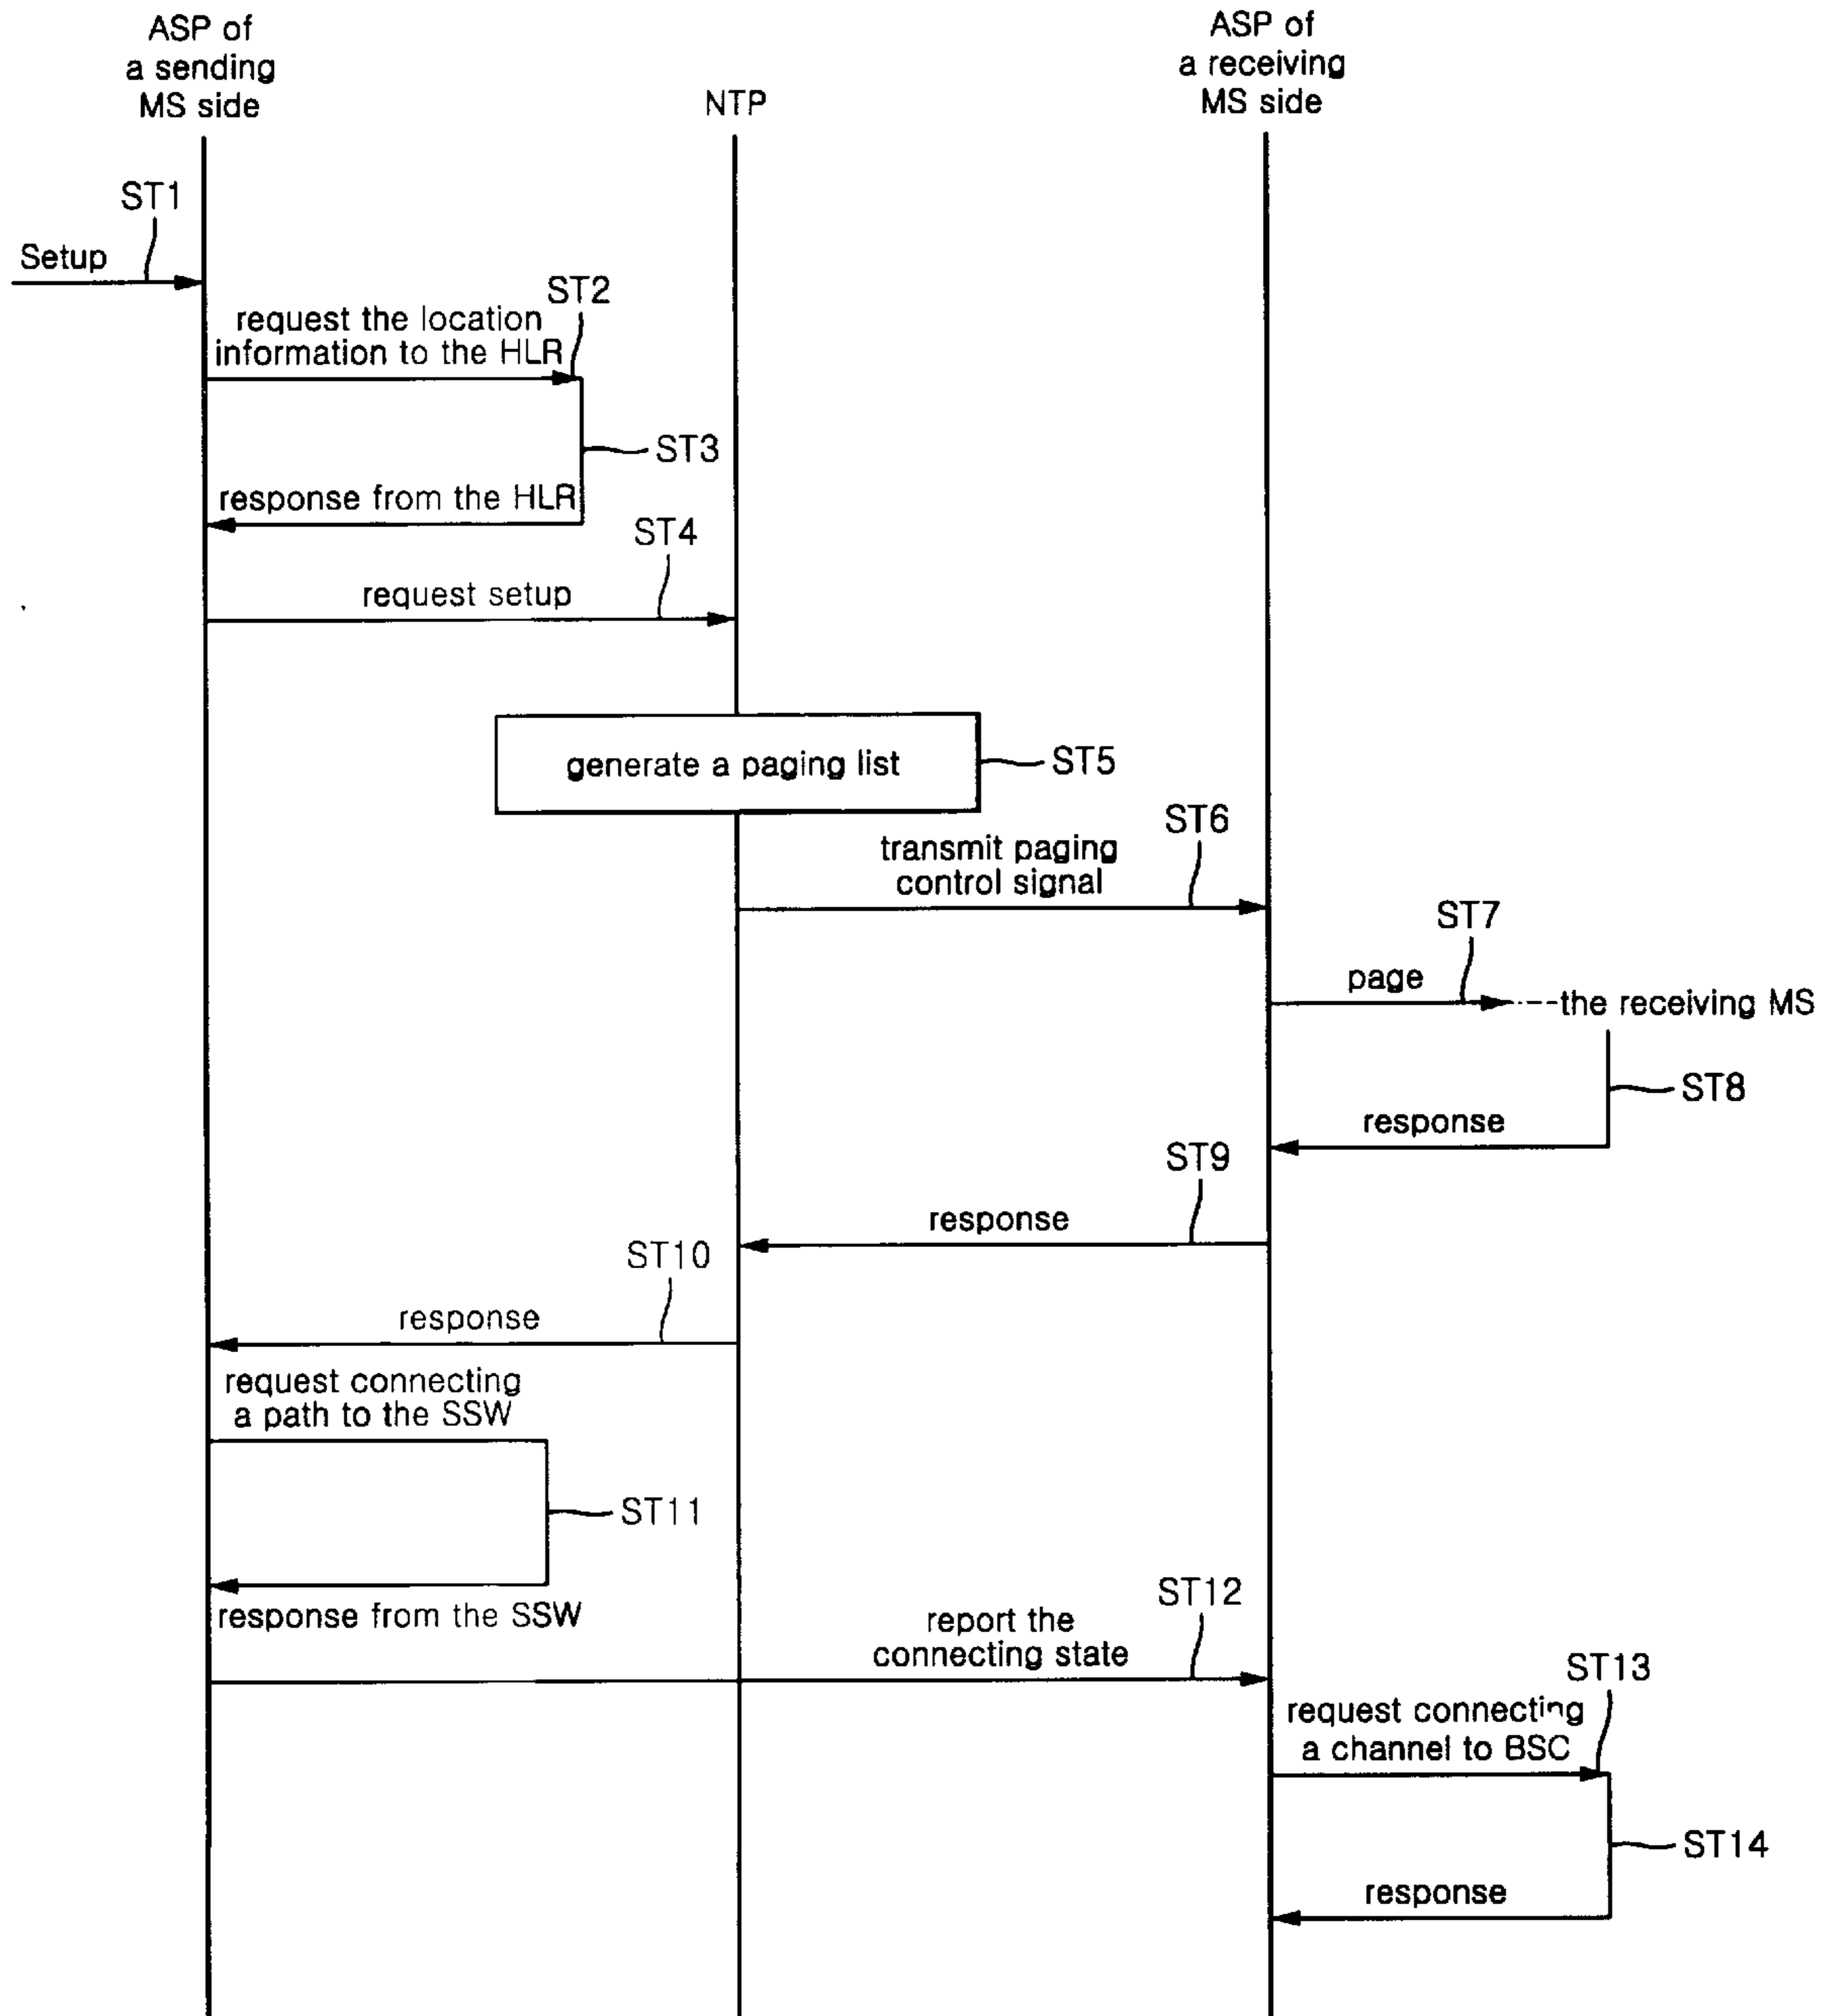 ASP of
a sending
MS side
NTP
ASP of
a receiving
MS side
ST1
Setup
ST2
request the location
information to the HLR
ST3
response from the HLR
ST4
request setup
generate a paging list
ST5
ST6
transmit paging
control signal
ST7
page
the receiving MS
ST8
response
ST9
response
ST10
response
request connecting
a path to the SSW
ST11
response from the SSW
ST12
report the
connecting state
ST13
request connecting
a channel to BSC
ST14
response